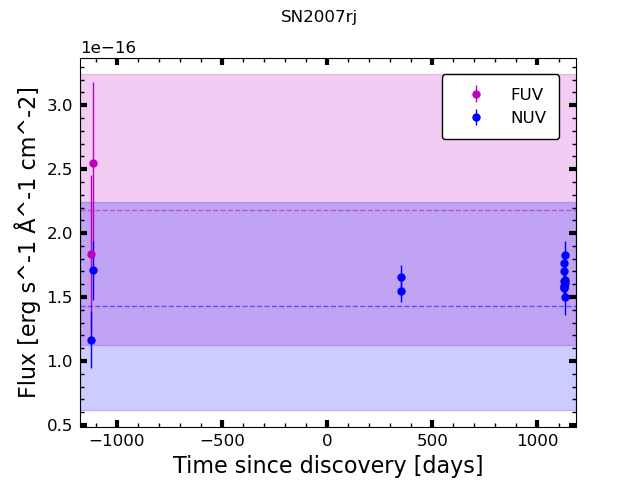 SN2007rj
1e−16
FUV
NUV
3.0
2.5
2.0
1.5
1.0
0.5
Flux [erg s^-1 Å^-1 cm^-2]
−1000
−500
0
500
1000
Time since discovery [days]